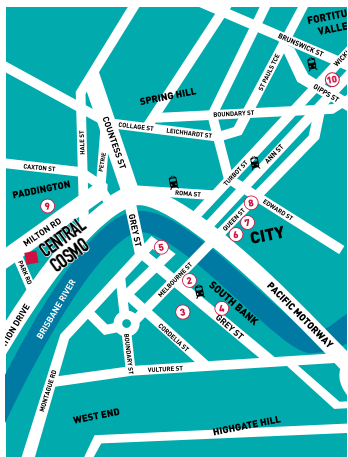 FORTITU
VALLE
BRUNSWICK ST
WICK
ST PAULS TCE
10
GIPPS ST
SPRING HILL
BOUNDARY ST
COLLAGE ST
LEICHHARDT ST
COUNTESS ST
HALE ST
PETRIE
TURBOT ST
ANN ST
CAXTON ST
PADDINGTON
ROMA ST
9
8
EDWARD ST
QUEEN ST
7
6
CITY
MILTON RD
CENTRAL
COSMO
GREY ST
5
PARK RD
MELBOURNE ST
2
SOUTH BANK
PACIFIC MOTORWAY
TION DRIVE
BRISBANE RIVER
3
4
GREY ST
CORDELIA ST
BOUNDARY ST
VULTURE ST
MONTAGUE RD
WEST END
HIGHGATE HILL